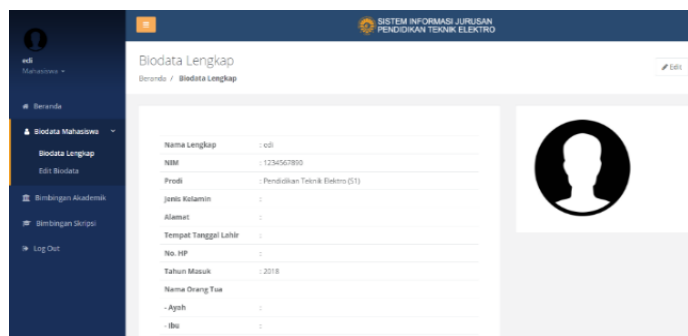 SISTEM INFORMASI JURUSAN
PENDIDIKAN TEKNIK ELEKTRO
edi
Mahasiswa
Beranda
Biodata Mahasiswa
Biodata Lengkap
Edit Biodata
Bimbingan Akademik
Bimbingan Skripsi
Log Out
Biodata Lengkap
Beranda / Biodata Lengkap
Edit
Nama Lengkap : edi
NIM : 1234567890
Prodi : Pendidikan Teknik Elektro (S1)
Jenis Kelamin :
Alamat :
Tempat Tanggal Lahir :
No. HP :
Tahun Masuk : 2018
Nama Orang Tua
- Ayah :
- Ibu :